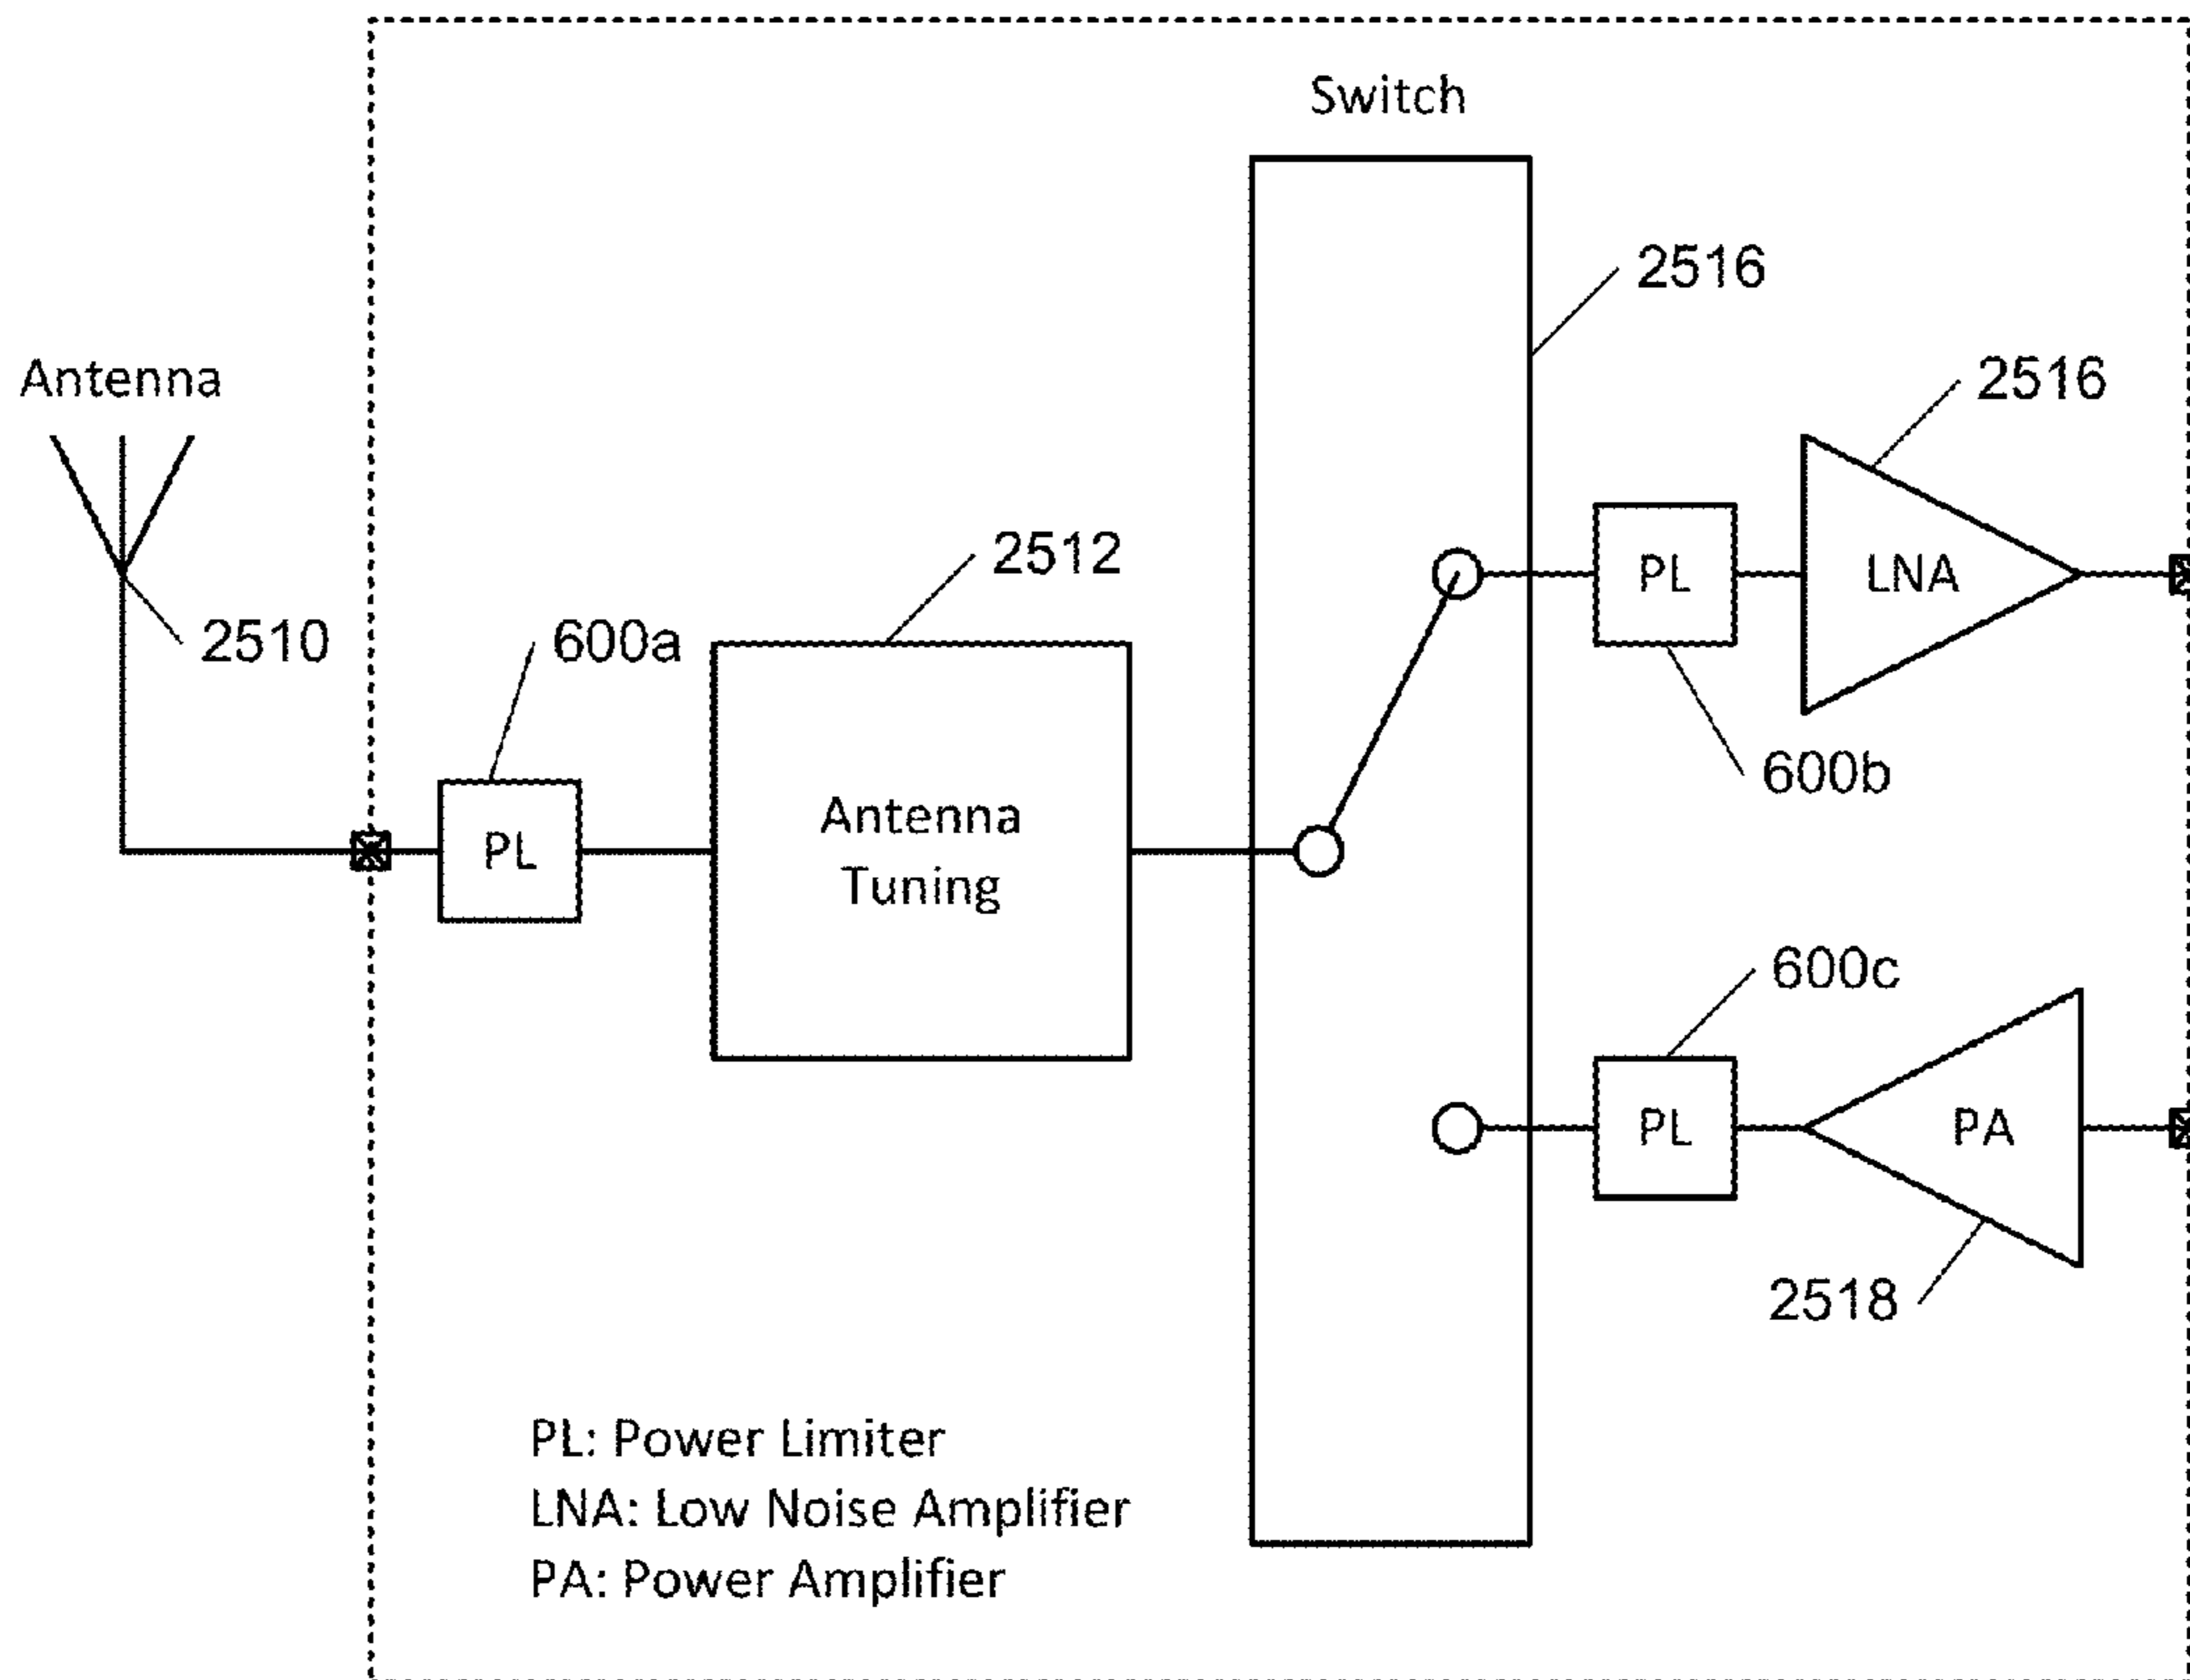 Switch
2516
Antenna
2516
2512
2510
600a
PL
LNA
600b
Antenna
Tuning
PL
600c
PL
PA
2518
PL: Power Limiter
LNA: Low Noise Amplifier
PA: Power Amplifier